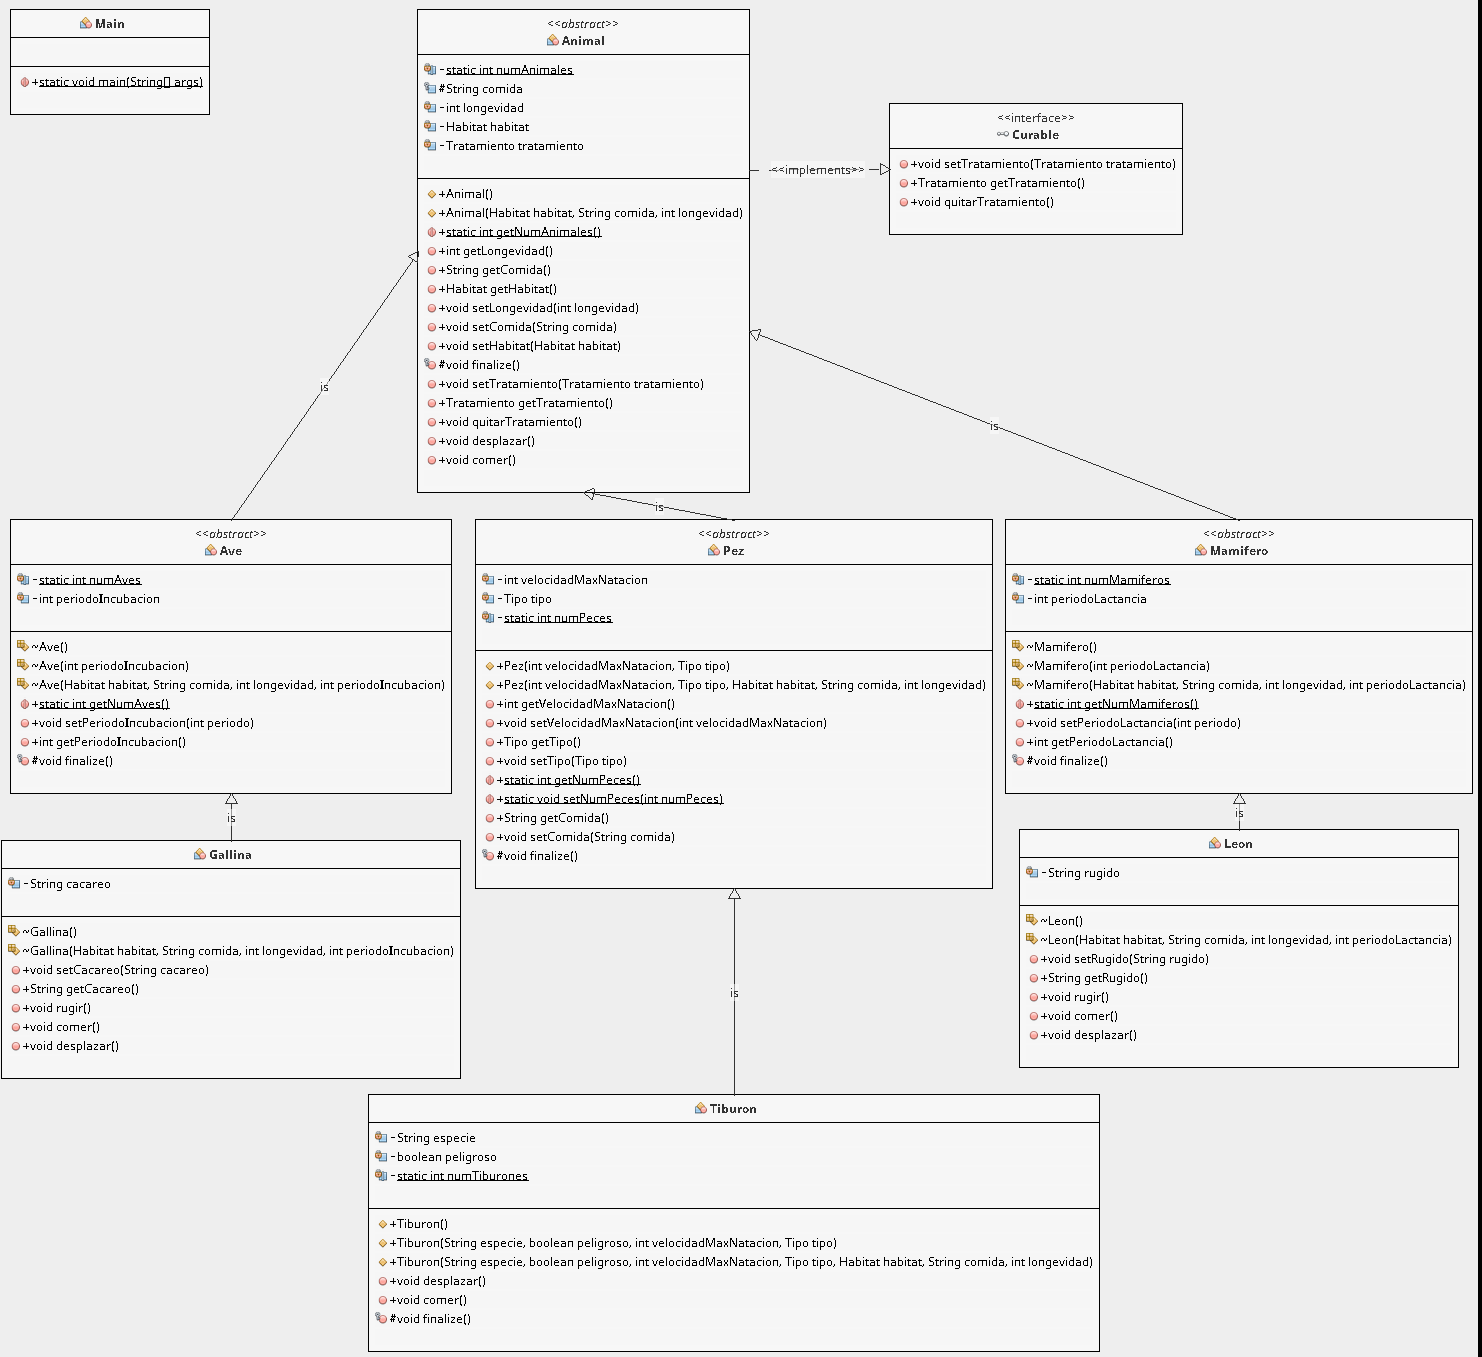 Main
+static void main(String[] args)
<<abstract>>
Animal
-static int numAnimales
#String comida
-int longevidad
-Habitat habitat
-Tratamiento tratamiento
+Animal()
+Animal(Habitat habitat, String comida, int longevidad)
+static int getNumAnimales()
+int getLongevidad()
+String getComida()
+Habitat getHabitat()
+void setLongevidad(int longevidad)
+void setComida(String comida)
+void setHabitat(Habitat habitat)
#void finalize()
+void setTratamiento(Tratamiento tratamiento)
+Tratamiento getTratamiento()
+void quitarTratamiento()
+void desplazar()
+void comer()
<<implements>>
<<interface>>
Curable
+void setTratamiento(Tratamiento tratamiento)
+Tratamiento getTratamiento()
+void quitarTratamiento()
is
is
is
<<abstract>>
Ave
-static int numAves
-int periodoIncubacion
~Ave()
~Ave(int periodoIncubacion)
~Ave(Habitat habitat, String comida, int longevidad, int periodoIncubacion)
+static int getNumAves()
+void setPeriodoIncubacion(int periodo)
+int getPeriodoIncubacion()
#void finalize()
<<abstract>>
Pez
-int velocidadMaxNatacion
-Tipo tipo
-static int numPeces
+Pez(int velocidadMaxNatacion, Tipo tipo)
+Pez(int velocidadMaxNatacion, Tipo tipo, Habitat habitat, String comida, int longevidad)
+int getVelocidadMaxNatacion()
+void setVelocidadMaxNatacion(int velocidadMaxNatacion)
+Tipo getTipo()
+void setTipo(Tipo tipo)
+static int getNumPeces()
+static void setNumPeces(int numPeces)
+String getComida()
+void setComida(String comida)
#void finalize()
<<abstract>>
Mamifero
-static int numMamiferos
-int periodoLactancia
~Mamifero()
~Mamifero(int periodoLactancia)
~Mamifero(Habitat habitat, String comida, int longevidad, int periodoLactancia)
+static int getNumMamiferos()
+void setPeriodoLactancia(int periodo)
+int getPeriodoLactancia()
#void finalize()
is
is
is
Gallina
-String cacareo
~Gallina()
~Gallina(Habitat habitat, String comida, int longevidad, int periodoIncubacion)
+void setCacareo(String cacareo)
+String getCacareo()
+void rugir()
+void comer()
+void desplazar()
Leon
-String rugido
~Leon()
~Leon(Habitat habitat, String comida, int longevidad, int periodoLactancia)
+void setRugido(String rugido)
+String getRugido()
+void rugir()
+void comer()
+void desplazar()
Tiburon
-String especie
-boolean peligroso
-static int numTiburones
+Tiburon()
+Tiburon(String especie, boolean peligroso, int velocidadMaxNatacion, Tipo tipo)
+Tiburon(String especie, boolean peligroso, int velocidadMaxNatacion, Tipo tipo, Habitat habitat, String comida, int longevidad)
+void desplazar()
+void comer()
#void finalize()